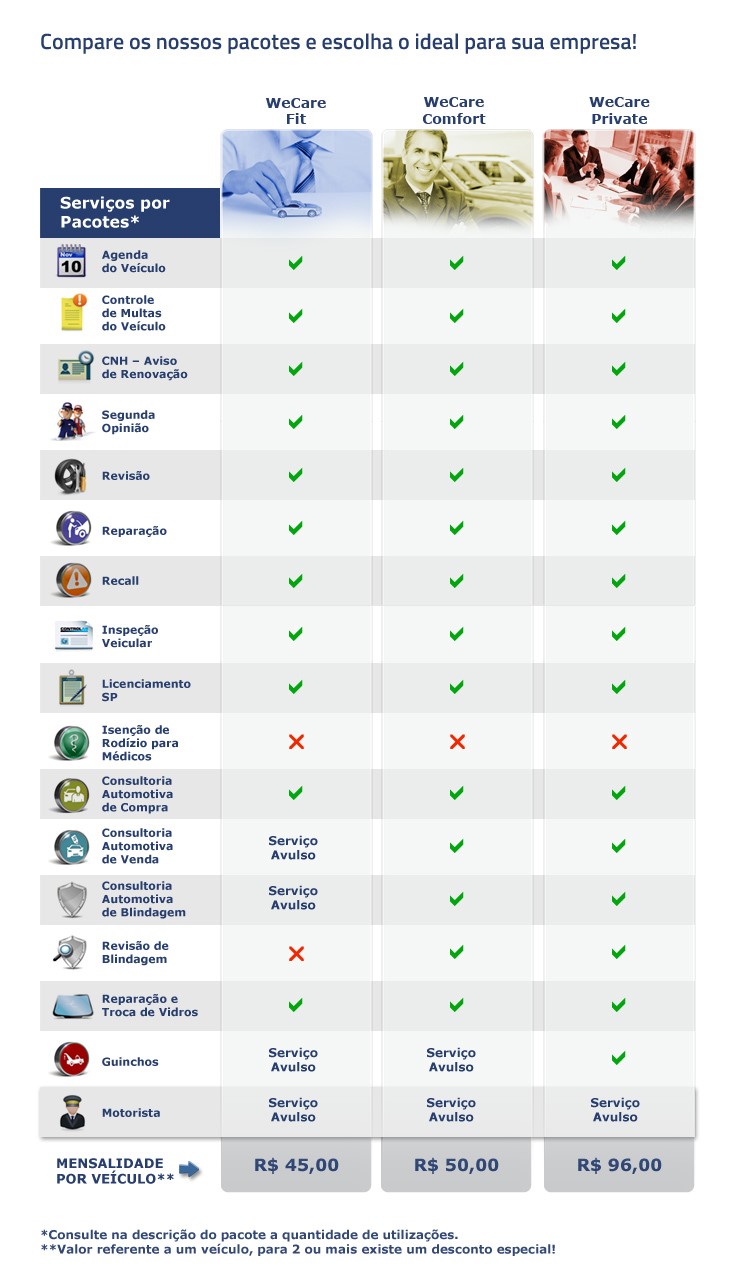 Compare os nossos pacotes e escolha o ideal para sua empresa!
WeCare
Fit
WeCare
Comfort
WeCare
Private
Serviços por
Pacotes*
Nov
10
Agenda
do Veículo
Controle
de Multas
do Veículo
CNH – Aviso
de Renovação
Segunda
Opinião
Revisão
Reparação
Recall
Inspeção
Veicular
Licenciamento
SP
Isenção de
Rodízio para
Médicos
Consultoria
Automotiva
de Compra
Consultoria
Automotiva
de Venda
Serviço
Avulso
Consultoria
Automotiva
de Blindagem
Serviço
Avulso
Revisão de
Blindagem
Reparação e
Troca de Vidros
Guinchos
Serviço
Avulso
Serviço
Avulso
Motorista
Serviço
Avulso
Serviço
Avulso
Serviço
Avulso
MENSALIDADE
POR VEÍCULO**
R$ 45,00
R$ 50,00
R$ 96,00
*Consulte na descrição do pacote a quantidade de utilizações.
**Valor referente a um veículo, para 2 ou mais existe um desconto especial!